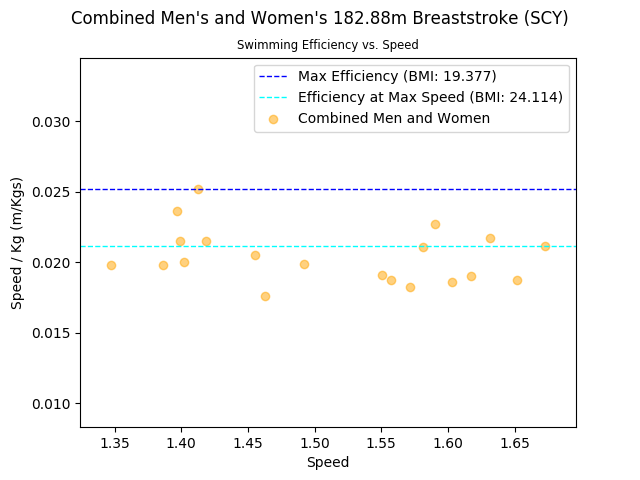 Combined Men's and Women's 182.88m Breaststroke (SCY)
Swimming Efficiency vs. Speed
Max Efficiency (BMI: 19.377)
Efficiency at Max Speed (BMI: 24.114)
Combined Men and Women
Speed / Kg (m/Kgs)
0.030
0.025
0.020
0.015
0.010
1.35 1.40 1.45 1.50 1.55 1.60 1.65
Speed